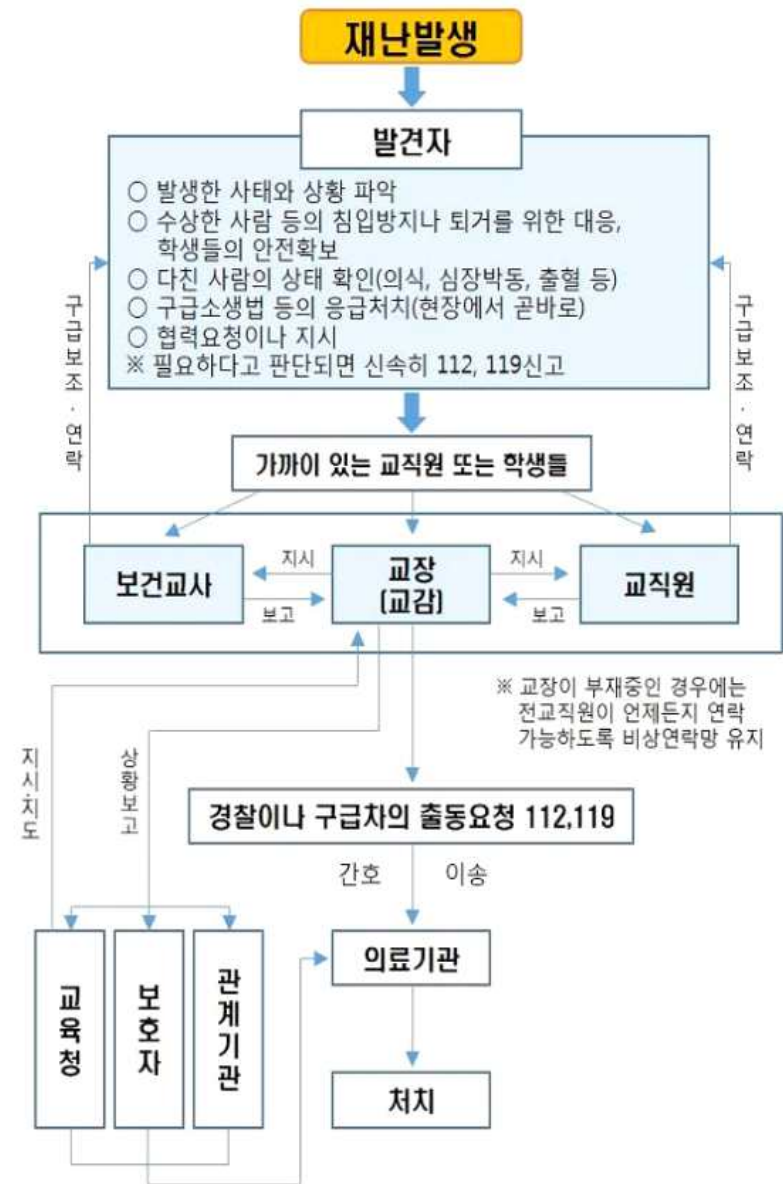 재난발생
발견자
○ 발생한 사태와 상황 파악
○ 수상한 사람 등의 침입방지나 퇴거를 위한 대응,
학생들의 안전확보
○ 다친 사람의 상태 확인(의식, 심장박동, 출혈 등)
○ 구급소생법 등의 응급처치(현장에서 곧바로)
○ 협력요청이나 지시
※ 필요하다고 판단되면 신속히 112, 119신고
구급보조·연락
구급보조·연락
가까이 있는 교직원 또는 학생들
보건교사
지시
보고
교장
(교감)
지시
보고
교직원
※ 교장이 부재중인 경우에는
전교직원이 언제든지 연락
가능하도록 비상연락망 유지
지시·지도
상황보고
경찰이나 구급차의 출동요청 112,119
간호
이송
교육청
보호자
관계기관
의료기관
처치